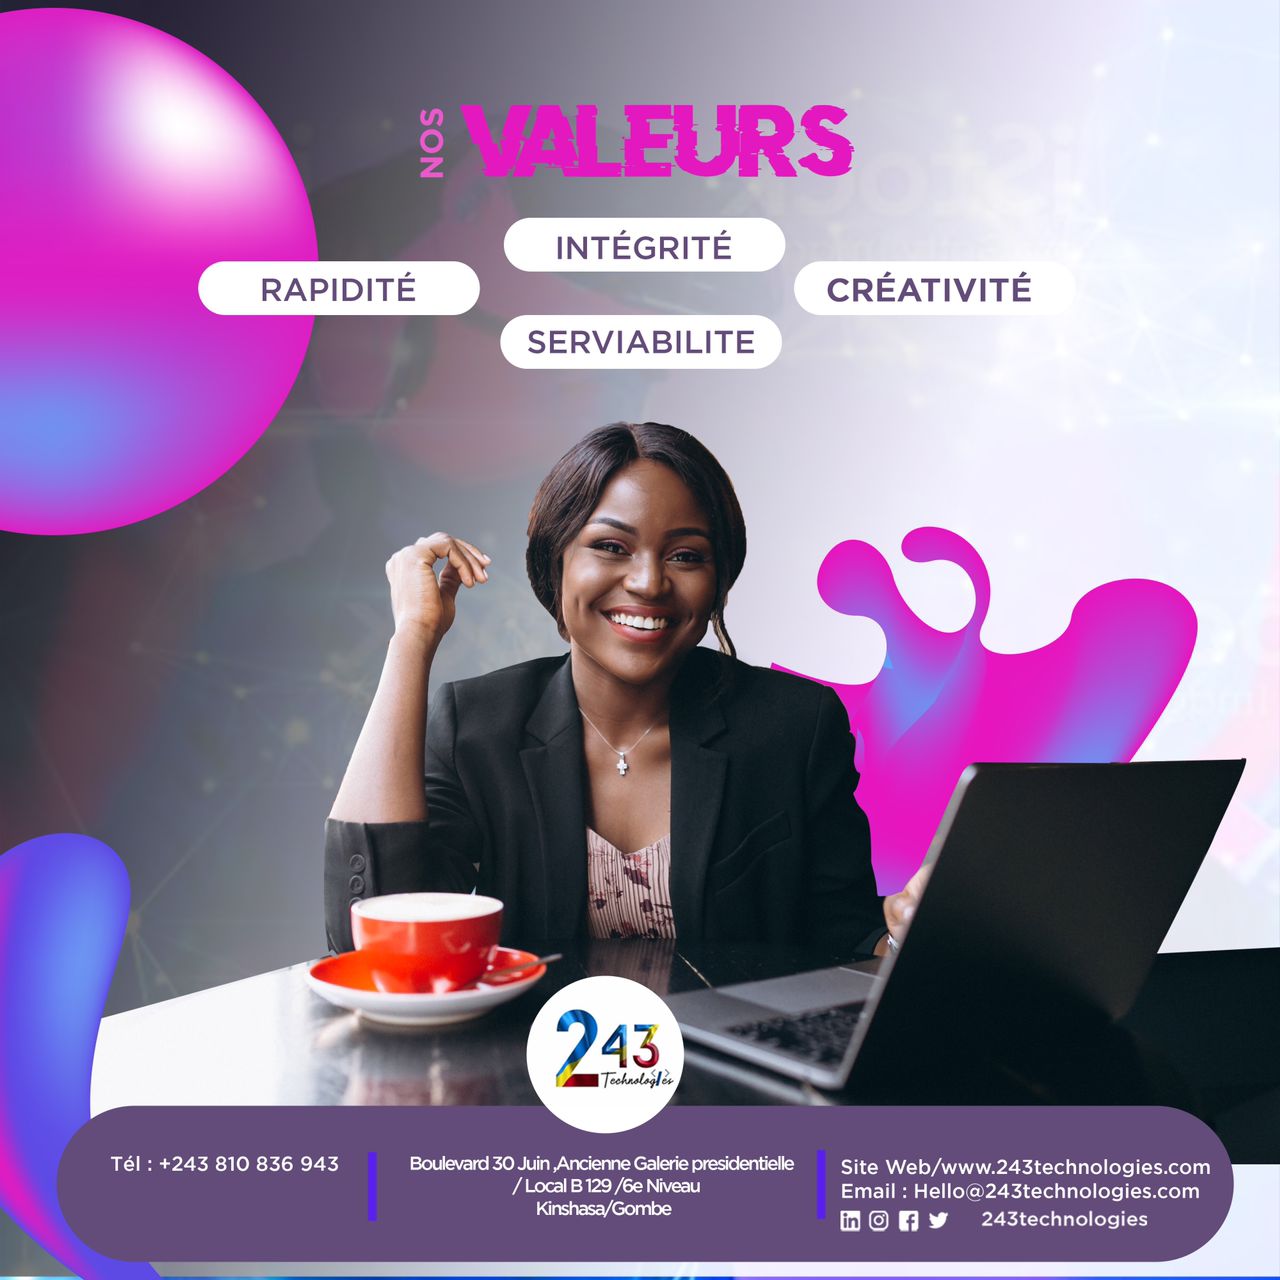 NOS VALEURS
INTÉGRITÉ
RAPIDITÉ
CRÉATIVITÉ
SERVIABILITE
243
Technologies
Tél : +243 810 836 943
Boulevard 30 Juin ,Ancienne Galerie presidentielle
/ Local B 129 /6e Niveau
Kinshasa/Gombe
Site Web/www.243technologies.com
Email : Hello@243technologies.com
243technologies